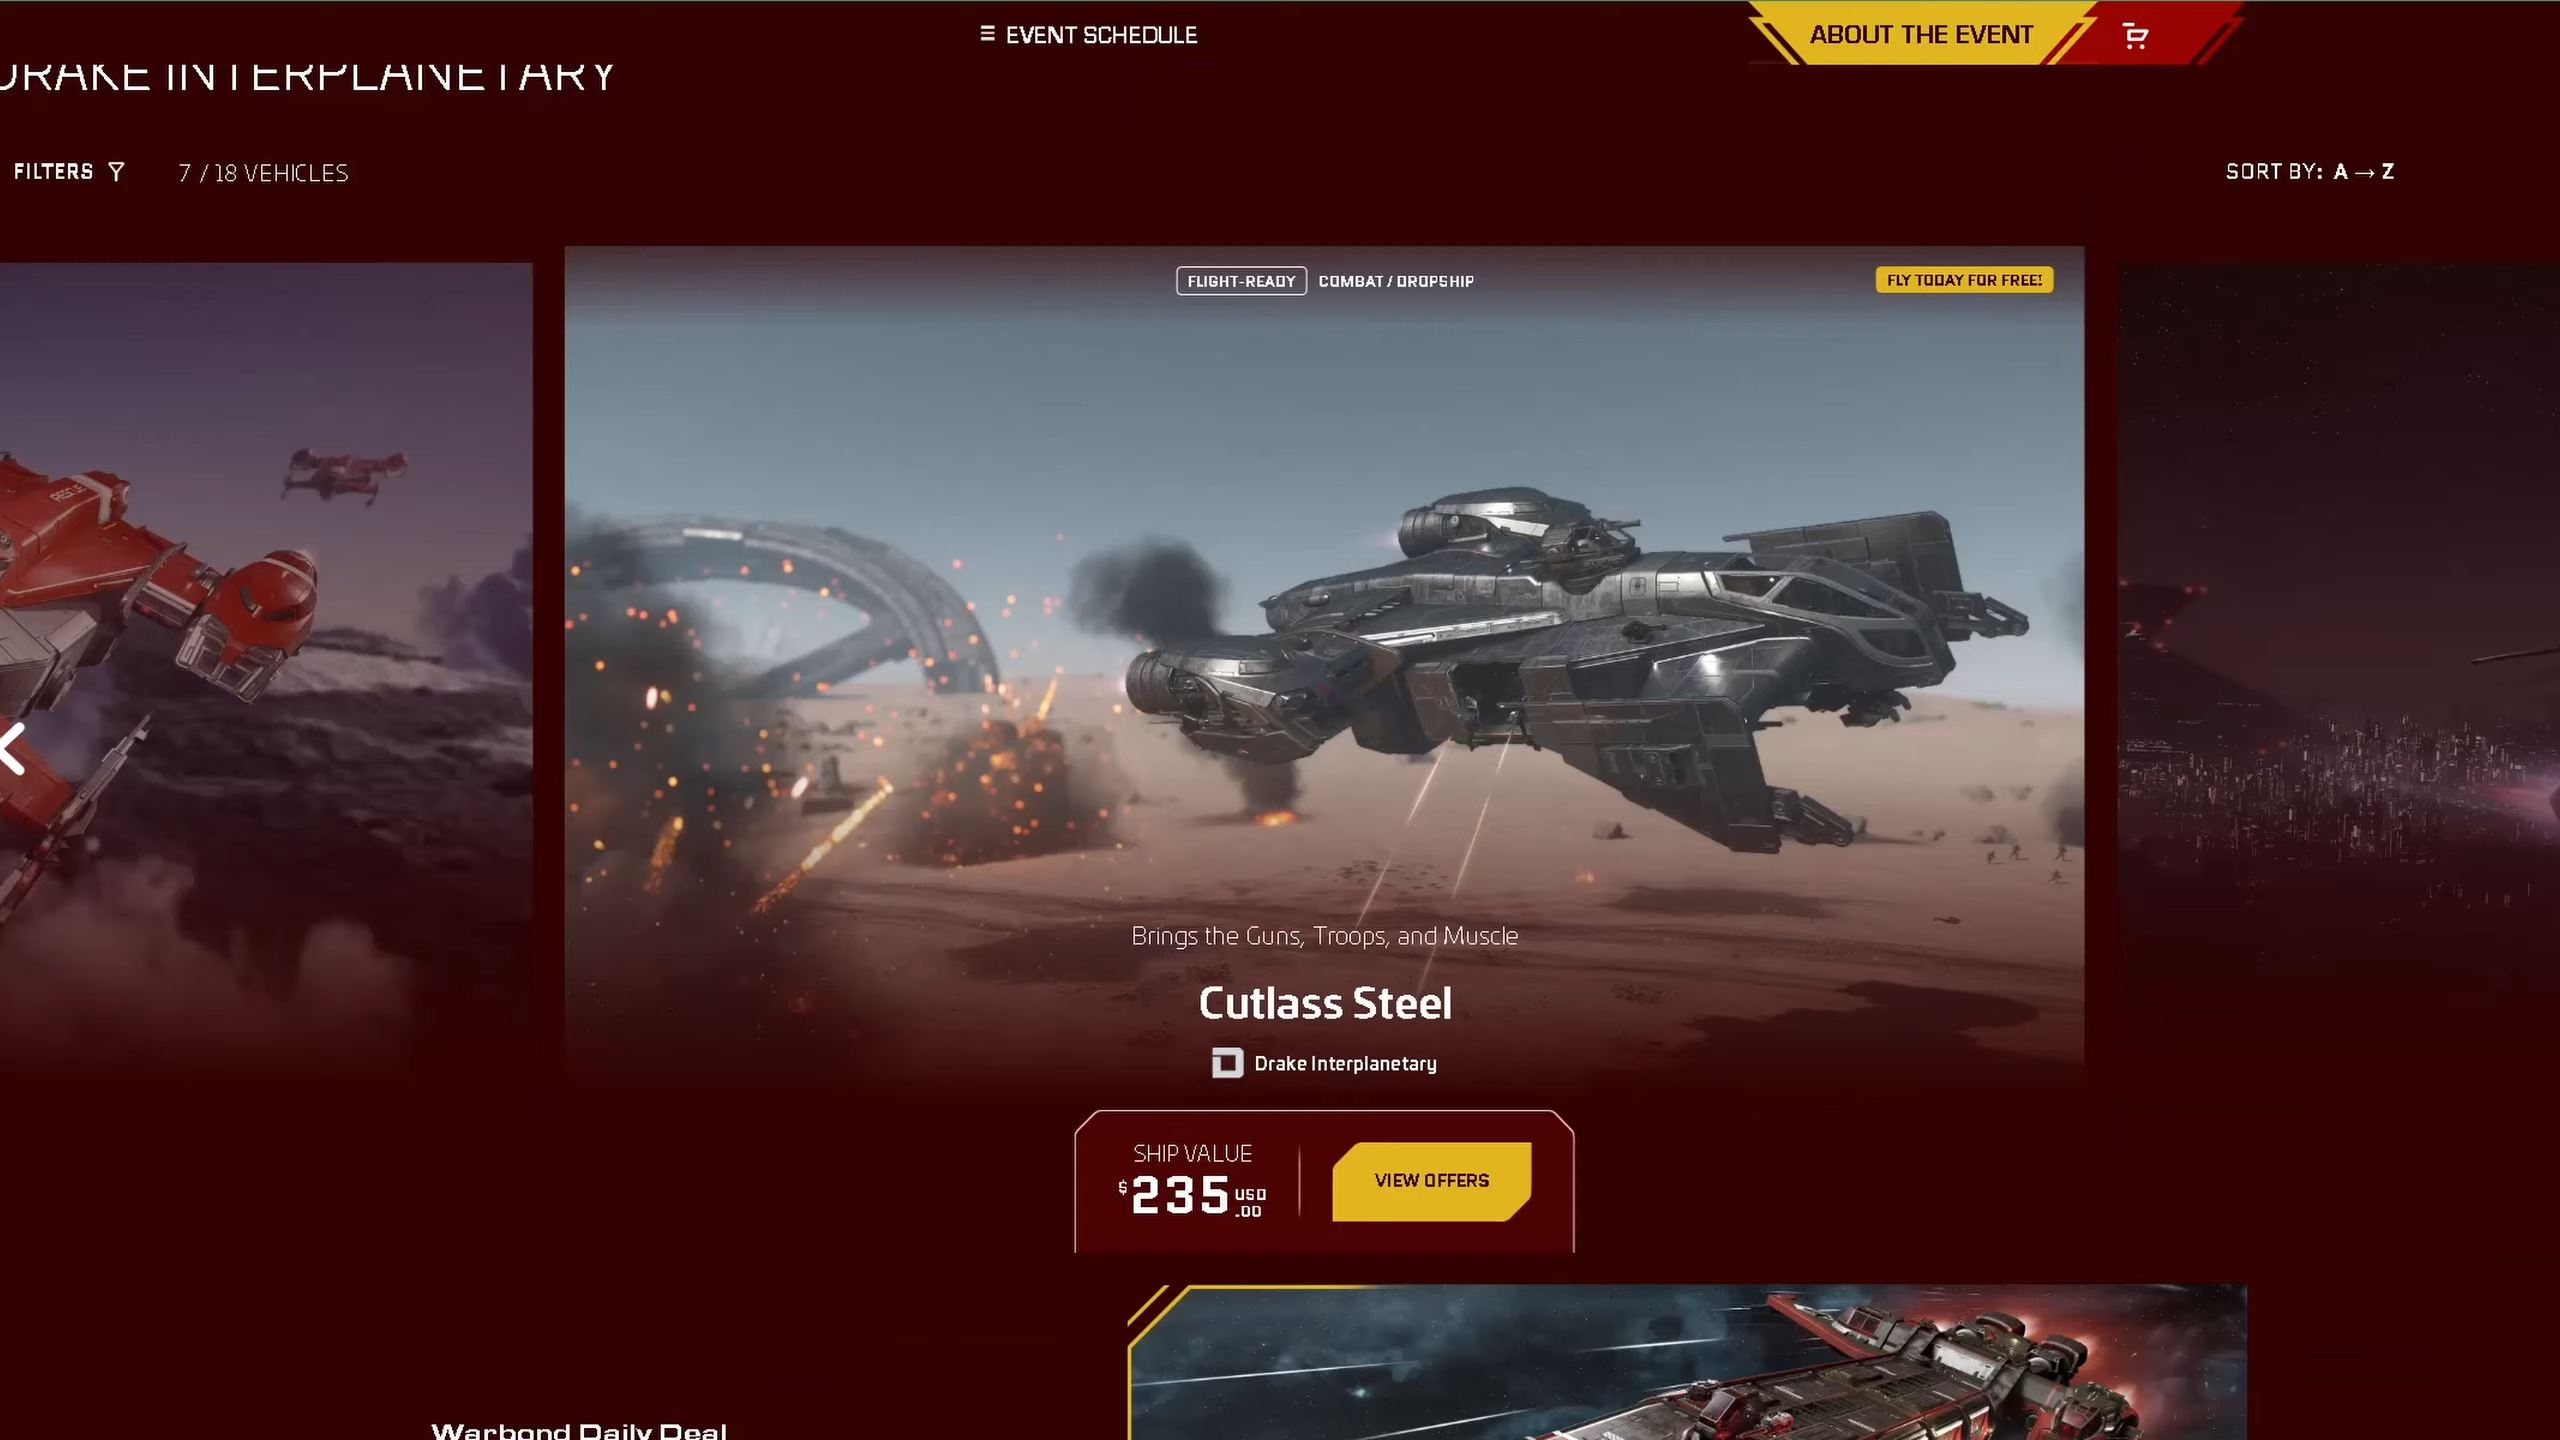 EVENT SCHEDULE
ABOUT THE EVENT
DRAKE INTERPLANETARY
FILTERS
7 / 18 VEHICLES
SORT BY: A → Z
FLIGHT-READY COMBAT / DROPSHIP
FLY TODAY FOR FREE!
Brings the Guns, Troops, and Muscle
Cutlass Steel
Drake Interplanetary
SHIP VALUE
$235 USD .00
VIEW OFFERS
Warbond Daily Deal